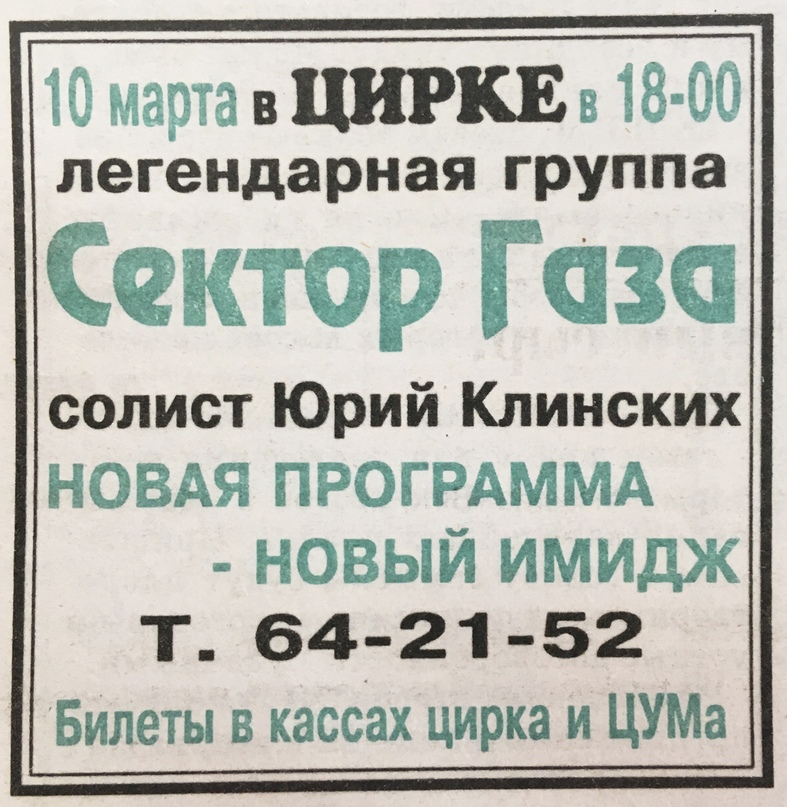 10 марта в ЦИРКЕ в 18-00
легендарная группа
Сектор Газа
солист Юрий Клинских
НОВАЯ ПРОГРАММА
- НОВЫЙ ИМИДЖ
Т. 64-21-52
Билеты в кассах цирка и ЦУМа